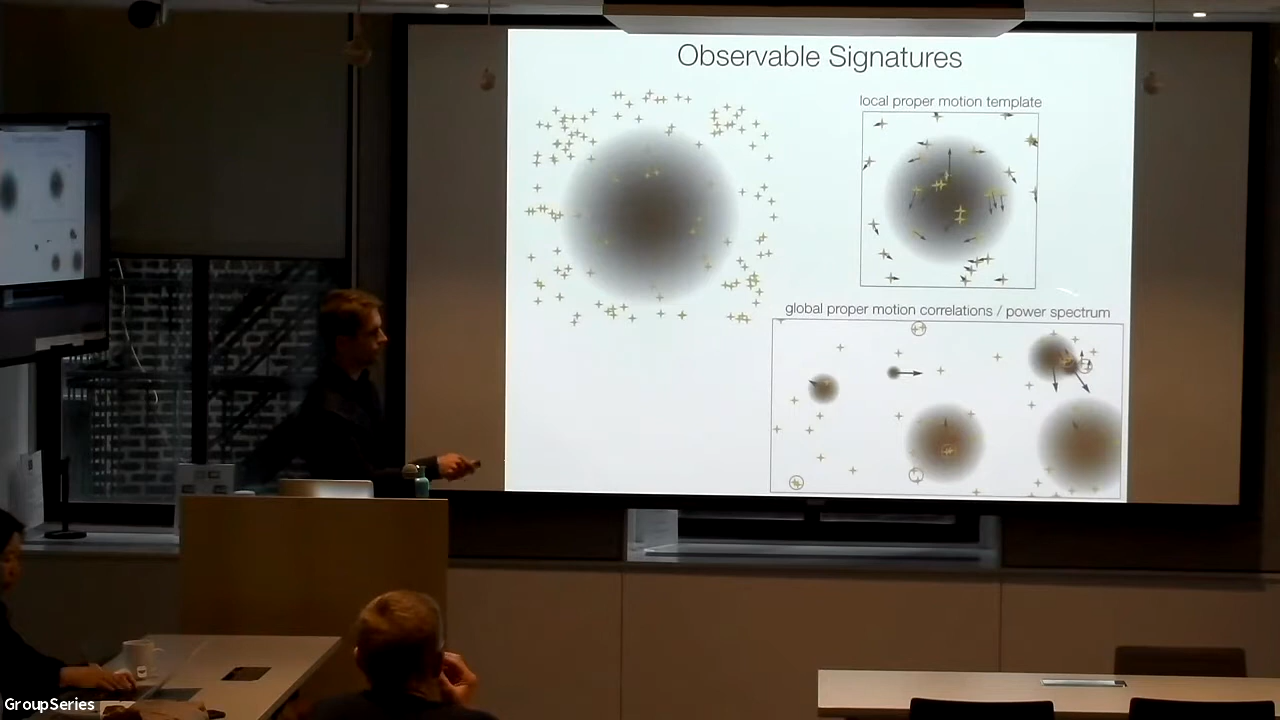 Observable Signatures
local proper motion template
global proper motion correlations / power spectrum
GroupSeries